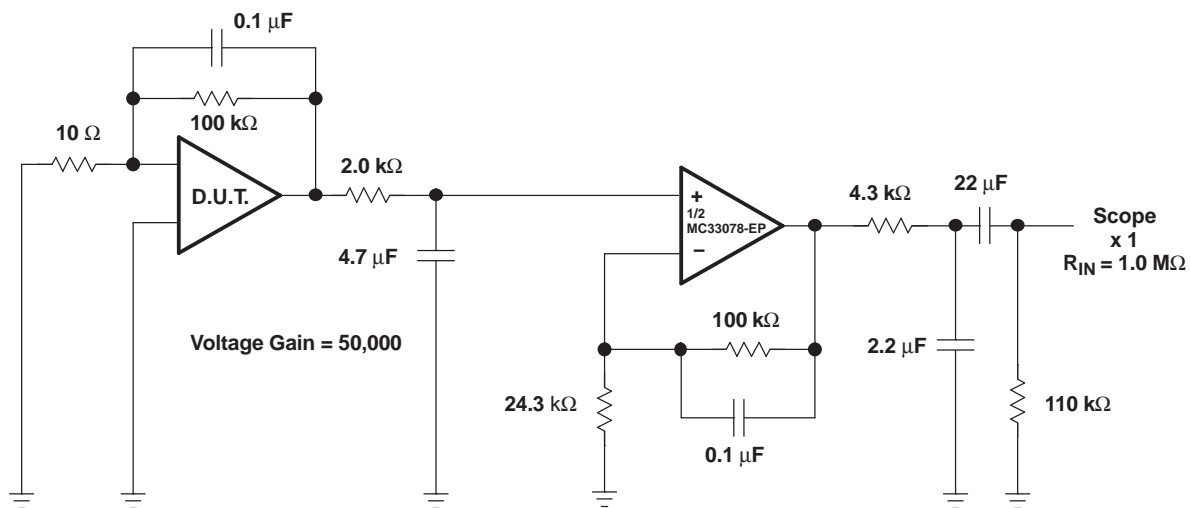 0.1 μF
100 kΩ
10 Ω
D.U.T.
2.0 kΩ
4.7 μF
Voltage Gain = 50,000
+
1/2
MC33078-EP
−
4.3 kΩ
22 μF
Scope
x 1
R_IN = 1.0 MΩ
100 kΩ
2.2 μF
24.3 kΩ
0.1 μF
110 kΩ